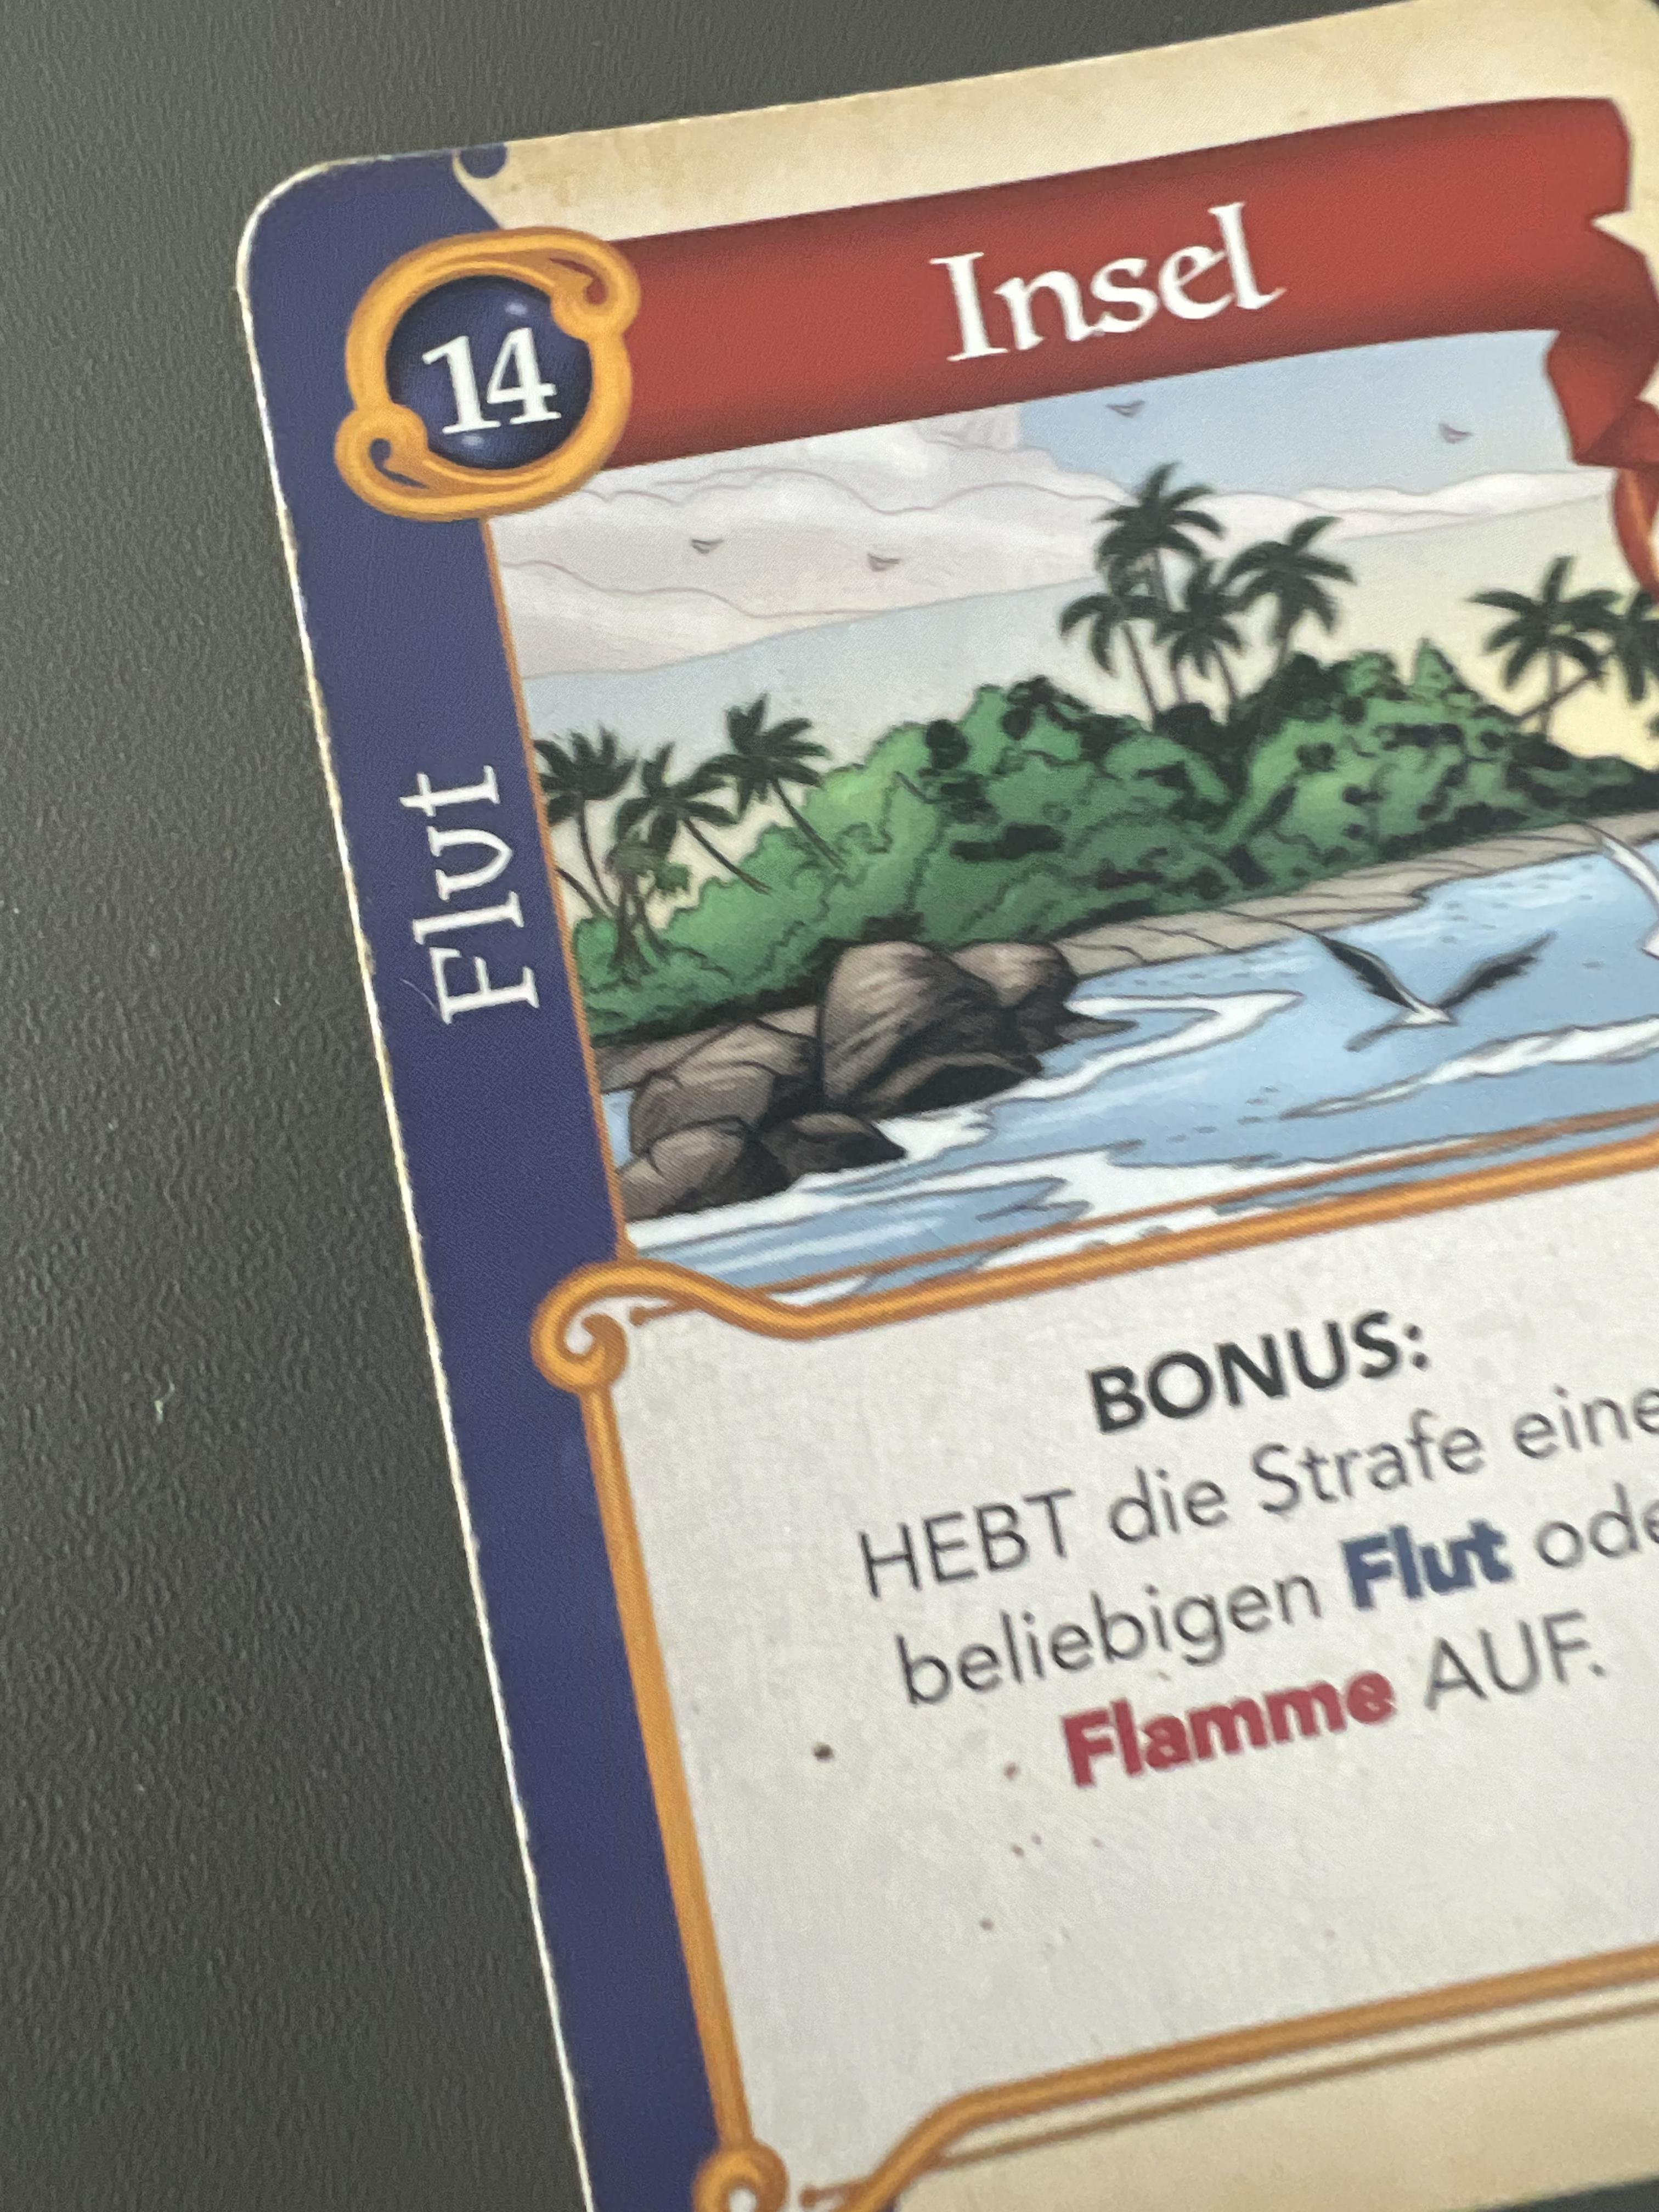 14
Insel
Flut
BONUS:
HEBT die Strafe eine
beliebigen Flut ode
Flamme AUF.